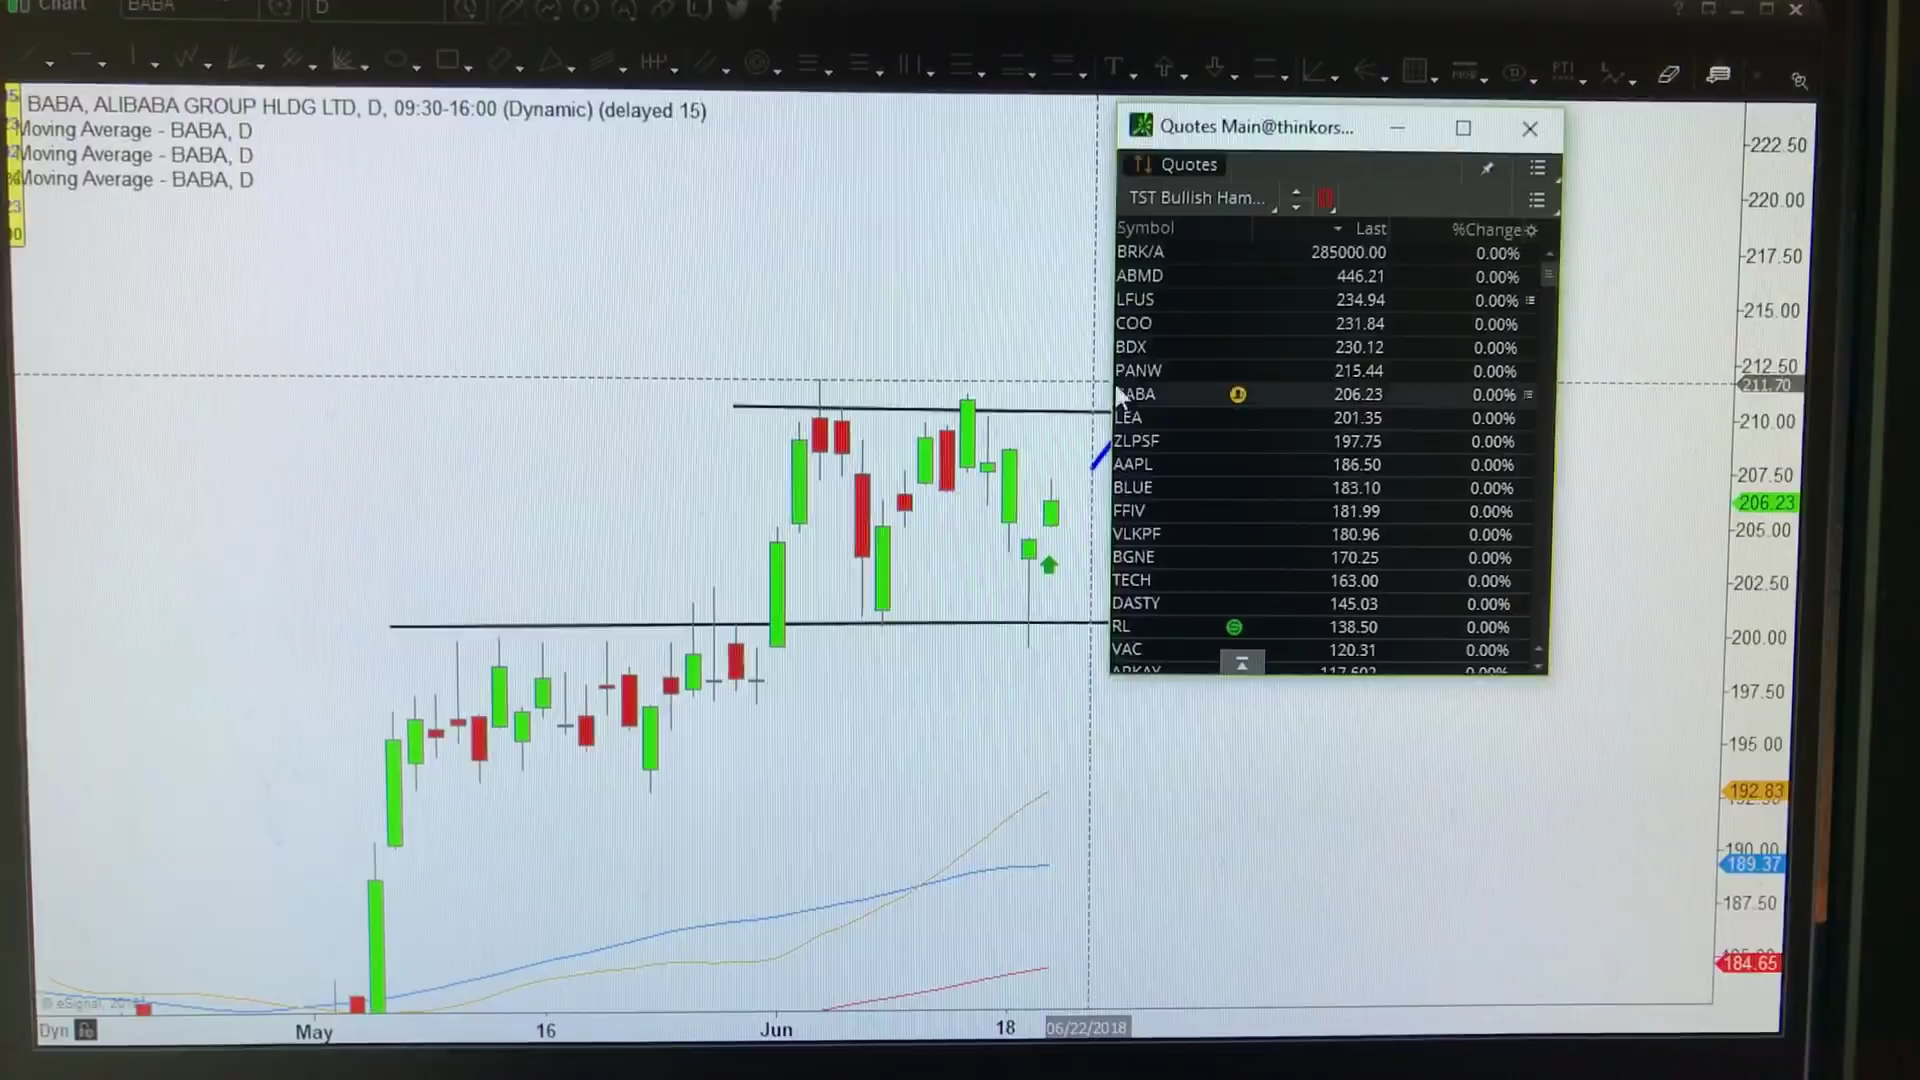 Chart BABA D
BABA, ALIBABA GROUP HLDG LTD, D, 09:30-16:00 (Dynamic) (delayed 15)
Moving Average - BABA, D
Moving Average - BABA, D
Moving Average - BABA, D
Quotes Main@thinkors...
Quotes
TST Bullish Ham...
Symbol Last %Change
BRK/A 285000.00 0.00%
ABMD 446.21 0.00%
LFUS 234.94 0.00%
COO 231.84 0.00%
BDX 230.12 0.00%
PANW 215.44 0.00%
BABA 206.23 0.00%
LEA 201.35 0.00%
ZLPSF 197.75 0.00%
AAPL 186.50 0.00%
BLUE 183.10 0.00%
FFIV 181.99 0.00%
VLKPF 180.96 0.00%
BGNE 170.25 0.00%
TECH 163.00 0.00%
DASTY 145.03 0.00%
RL 138.50 0.00%
VAC 120.31 0.00%
222.50
220.00
217.50
215.00
212.50
211.70
210.00
207.50
206.23
205.00
202.50
200.00
197.50
195.00
192.83
190.00
189.37
187.50
184.65
© eSignal, 2018
Dyn
May 16 Jun 18 06/22/2018